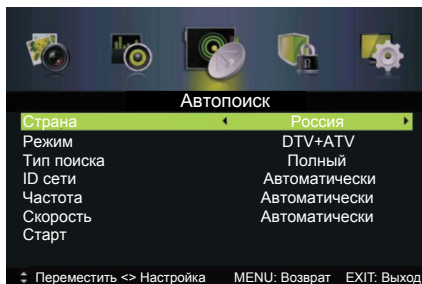 Автопоиск
Страна Россия
Режим DTV+ATV
Тип поиска Полный
ID сети Автоматически
Частота Автоматически
Скорость Автоматически
Старт
Переместить <> Настройка MENU: Возврат EXIT: Выход